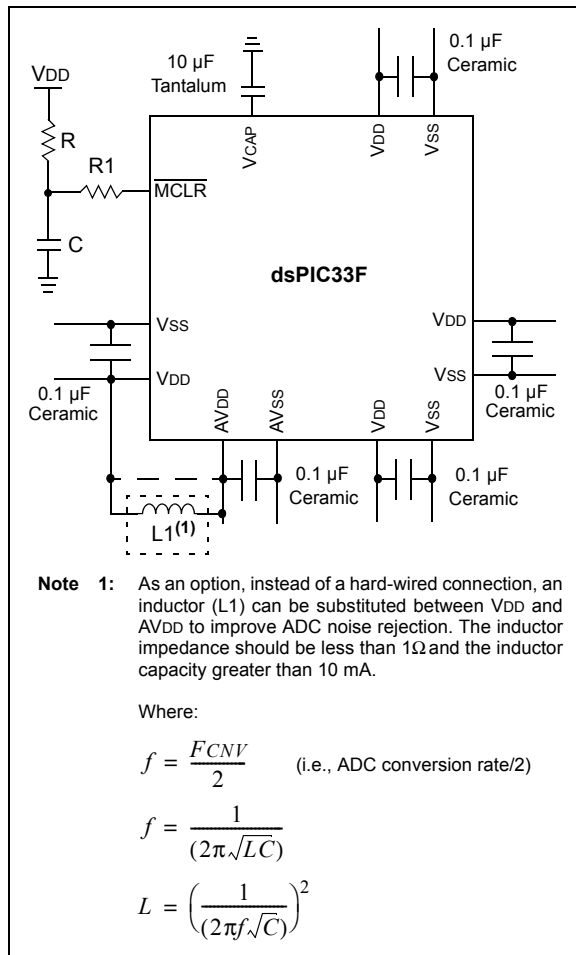 10 µF
Tantalum
0.1 µF
Ceramic
VDD
R
R1
C
VCAP
VDD
VSS
MCLR
dsPIC33F
VSS
VDD
VDD
VSS
0.1 µF
Ceramic
0.1 µF
Ceramic
AVDD
AVSS
VDD
VSS
0.1 µF
Ceramic
0.1 µF
Ceramic
L1(1)
Note 1: As an option, instead of a hard-wired connection, an
inductor (L1) can be substituted between VDD and
AVDD to improve ADC noise rejection. The inductor
impedance should be less than 1Ω and the inductor
capacity greater than 10 mA.
Where:
f = FCNV / 2 (i.e., ADC conversion rate/2)
f = 1 / (2π√LC)
L = (1 / (2πf√C))²